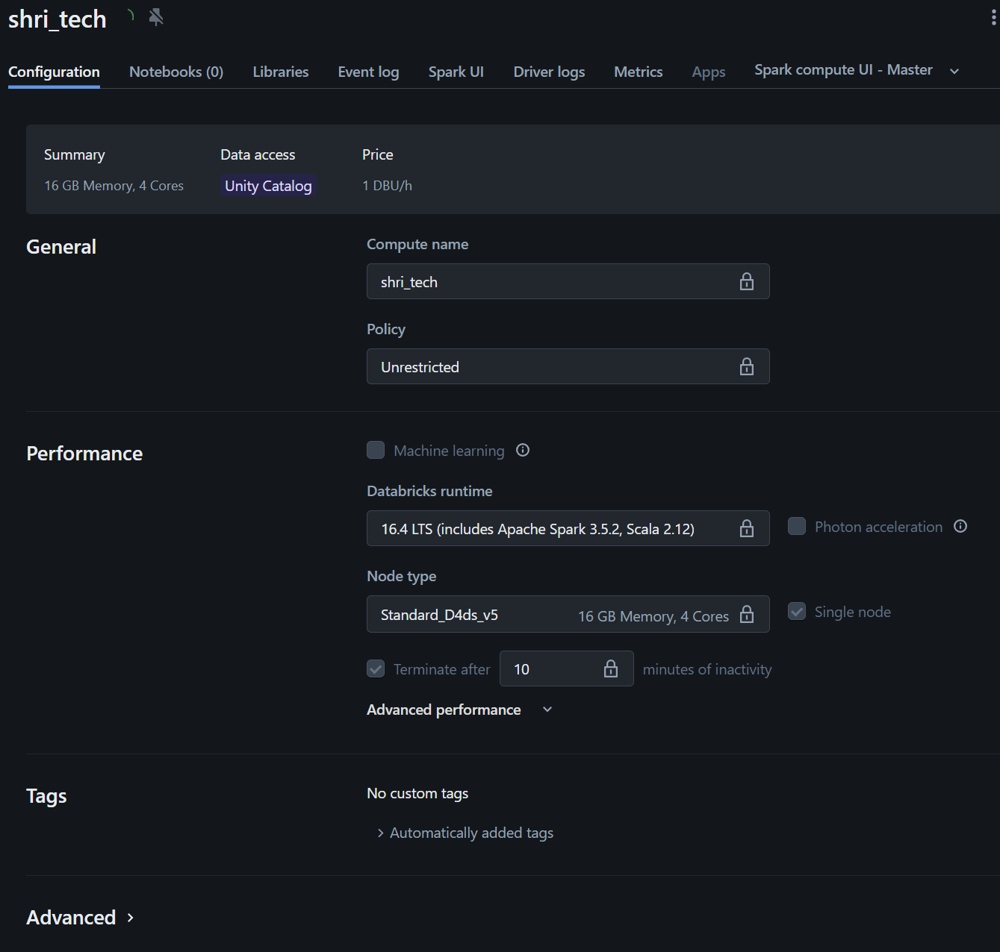 shri_tech
Configuration Notebooks (0) Libraries Event log Spark UI Driver logs Metrics Apps Spark compute UI - Master
Summary Data access Price
16 GB Memory, 4 Cores Unity Catalog 1 DBU/h
General
Compute name
shri_tech
Policy
Unrestricted
Performance
Machine learning
Databricks runtime
16.4 LTS (includes Apache Spark 3.5.2, Scala 2.12) Photon acceleration
Node type
Standard_D4ds_v5 16 GB Memory, 4 Cores Single node
Terminate after 10 minutes of inactivity
Advanced performance
Tags
No custom tags
Automatically added tags
Advanced